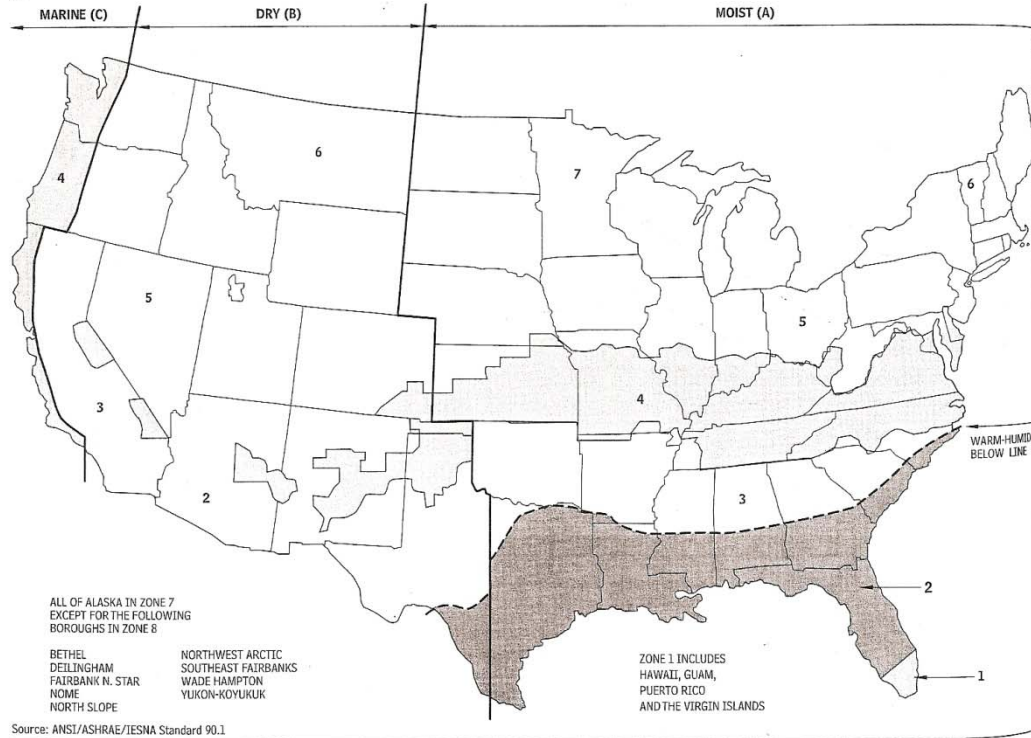 MARINE (C)
DRY (B)
MOIST (A)
6
7
6
4
5
5
4
3
WARM-HUMID
BELOW LINE
2
3
2
ALL OF ALASKA IN ZONE 7
EXCEPT FOR THE FOLLOWING
BOROUGHS IN ZONE 8
BETHEL
DEILINGHAM
FAIRBANK N. STAR
NOME
NORTH SLOPE
NORTHWEST ARCTIC
SOUTHEAST FAIRBANKS
WADE HAMPTON
YUKON-KOYUKUK
ZONE 1 INCLUDES
HAWAII, GUAM,
PUERTO RICO
AND THE VIRGIN ISLANDS
1
Source: ANSI/ASHRAE/IESNA Standard 90.1